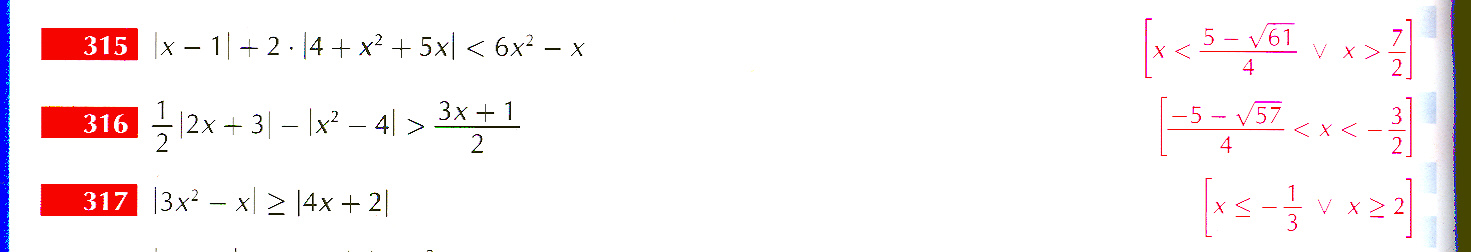 315 |x − 1| + 2 · |4 + x² + 5x| < 6x² − x [x < (5 − √61)/4 ∨ x > 7/2]
316 1/2|2x + 3| − |x² − 4| > (3x + 1)/2 [(−5 − √57)/4 < x < −3/2]
317 |3x² − x| ≥ |4x + 2| [x ≤ −1/3 ∨ x ≥ 2]